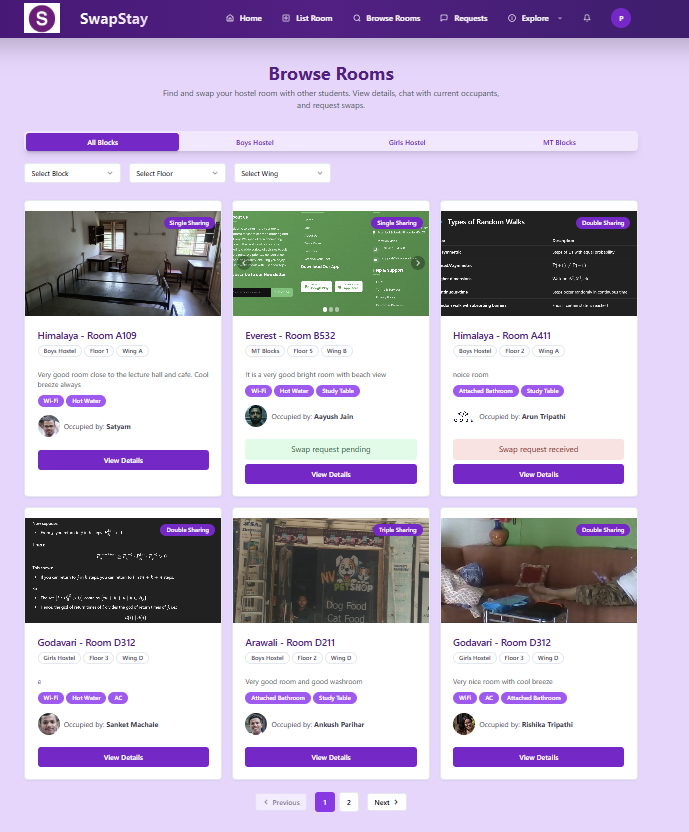 S SwapStay Home List Room Browse Rooms Requests Explore P
Browse Rooms
Find and swap your hostel room with other students. View details, chat with current occupants,
and request swaps.
All Blocks Boys Hostel Girls Hostel MT Blocks
Select Block Select Floor Select Wing
Single Sharing
Himalaya - Room A109
Boys Hostel Floor 1 Wing A
Very good room close to the lecture hall and cafe. Cool
breeze always
Wi-Fi Hot Water
Occupied by: Satyam
View Details
Single Sharing
Everest - Room B532
MT Blocks Floor 5 Wing B
It is a very good bright room with beach view
Wi-Fi Hot Water Study Table
Occupied by: Aayush Jain
Swap request pending
View Details
Types of Random Walks
Double Sharing
Description
Himalaya - Room A411
Boys Hostel Floor 2 Wing A
noice room
Attached Bathrooms Study Table
Occupied by: Arun Tripathi
Swap request received
View Details
Double Sharing
Godavari - Room D312
Girls Hostel Floor 3 Wing D
e
Wi-Fi Hot Water AC
Occupied by: Sanket Machale
View Details
Triple Sharing
PET SHOP
Dog Food
Cat Food
Arawali - Room D211
Boys Hostel Floor 2 Wing D
Very good room and good washroom
Attached Bathroom Study Table
Occupied by: Ankush Parihar
View Details
Double Sharing
Godavari - Room D312
Girls Hostel Floor 3 Wing D
Very nice room with cool breeze
WiFi AC Attached Bathrooms
Occupied by: Rishika Tripathi
View Details
Previous 1 2 Next